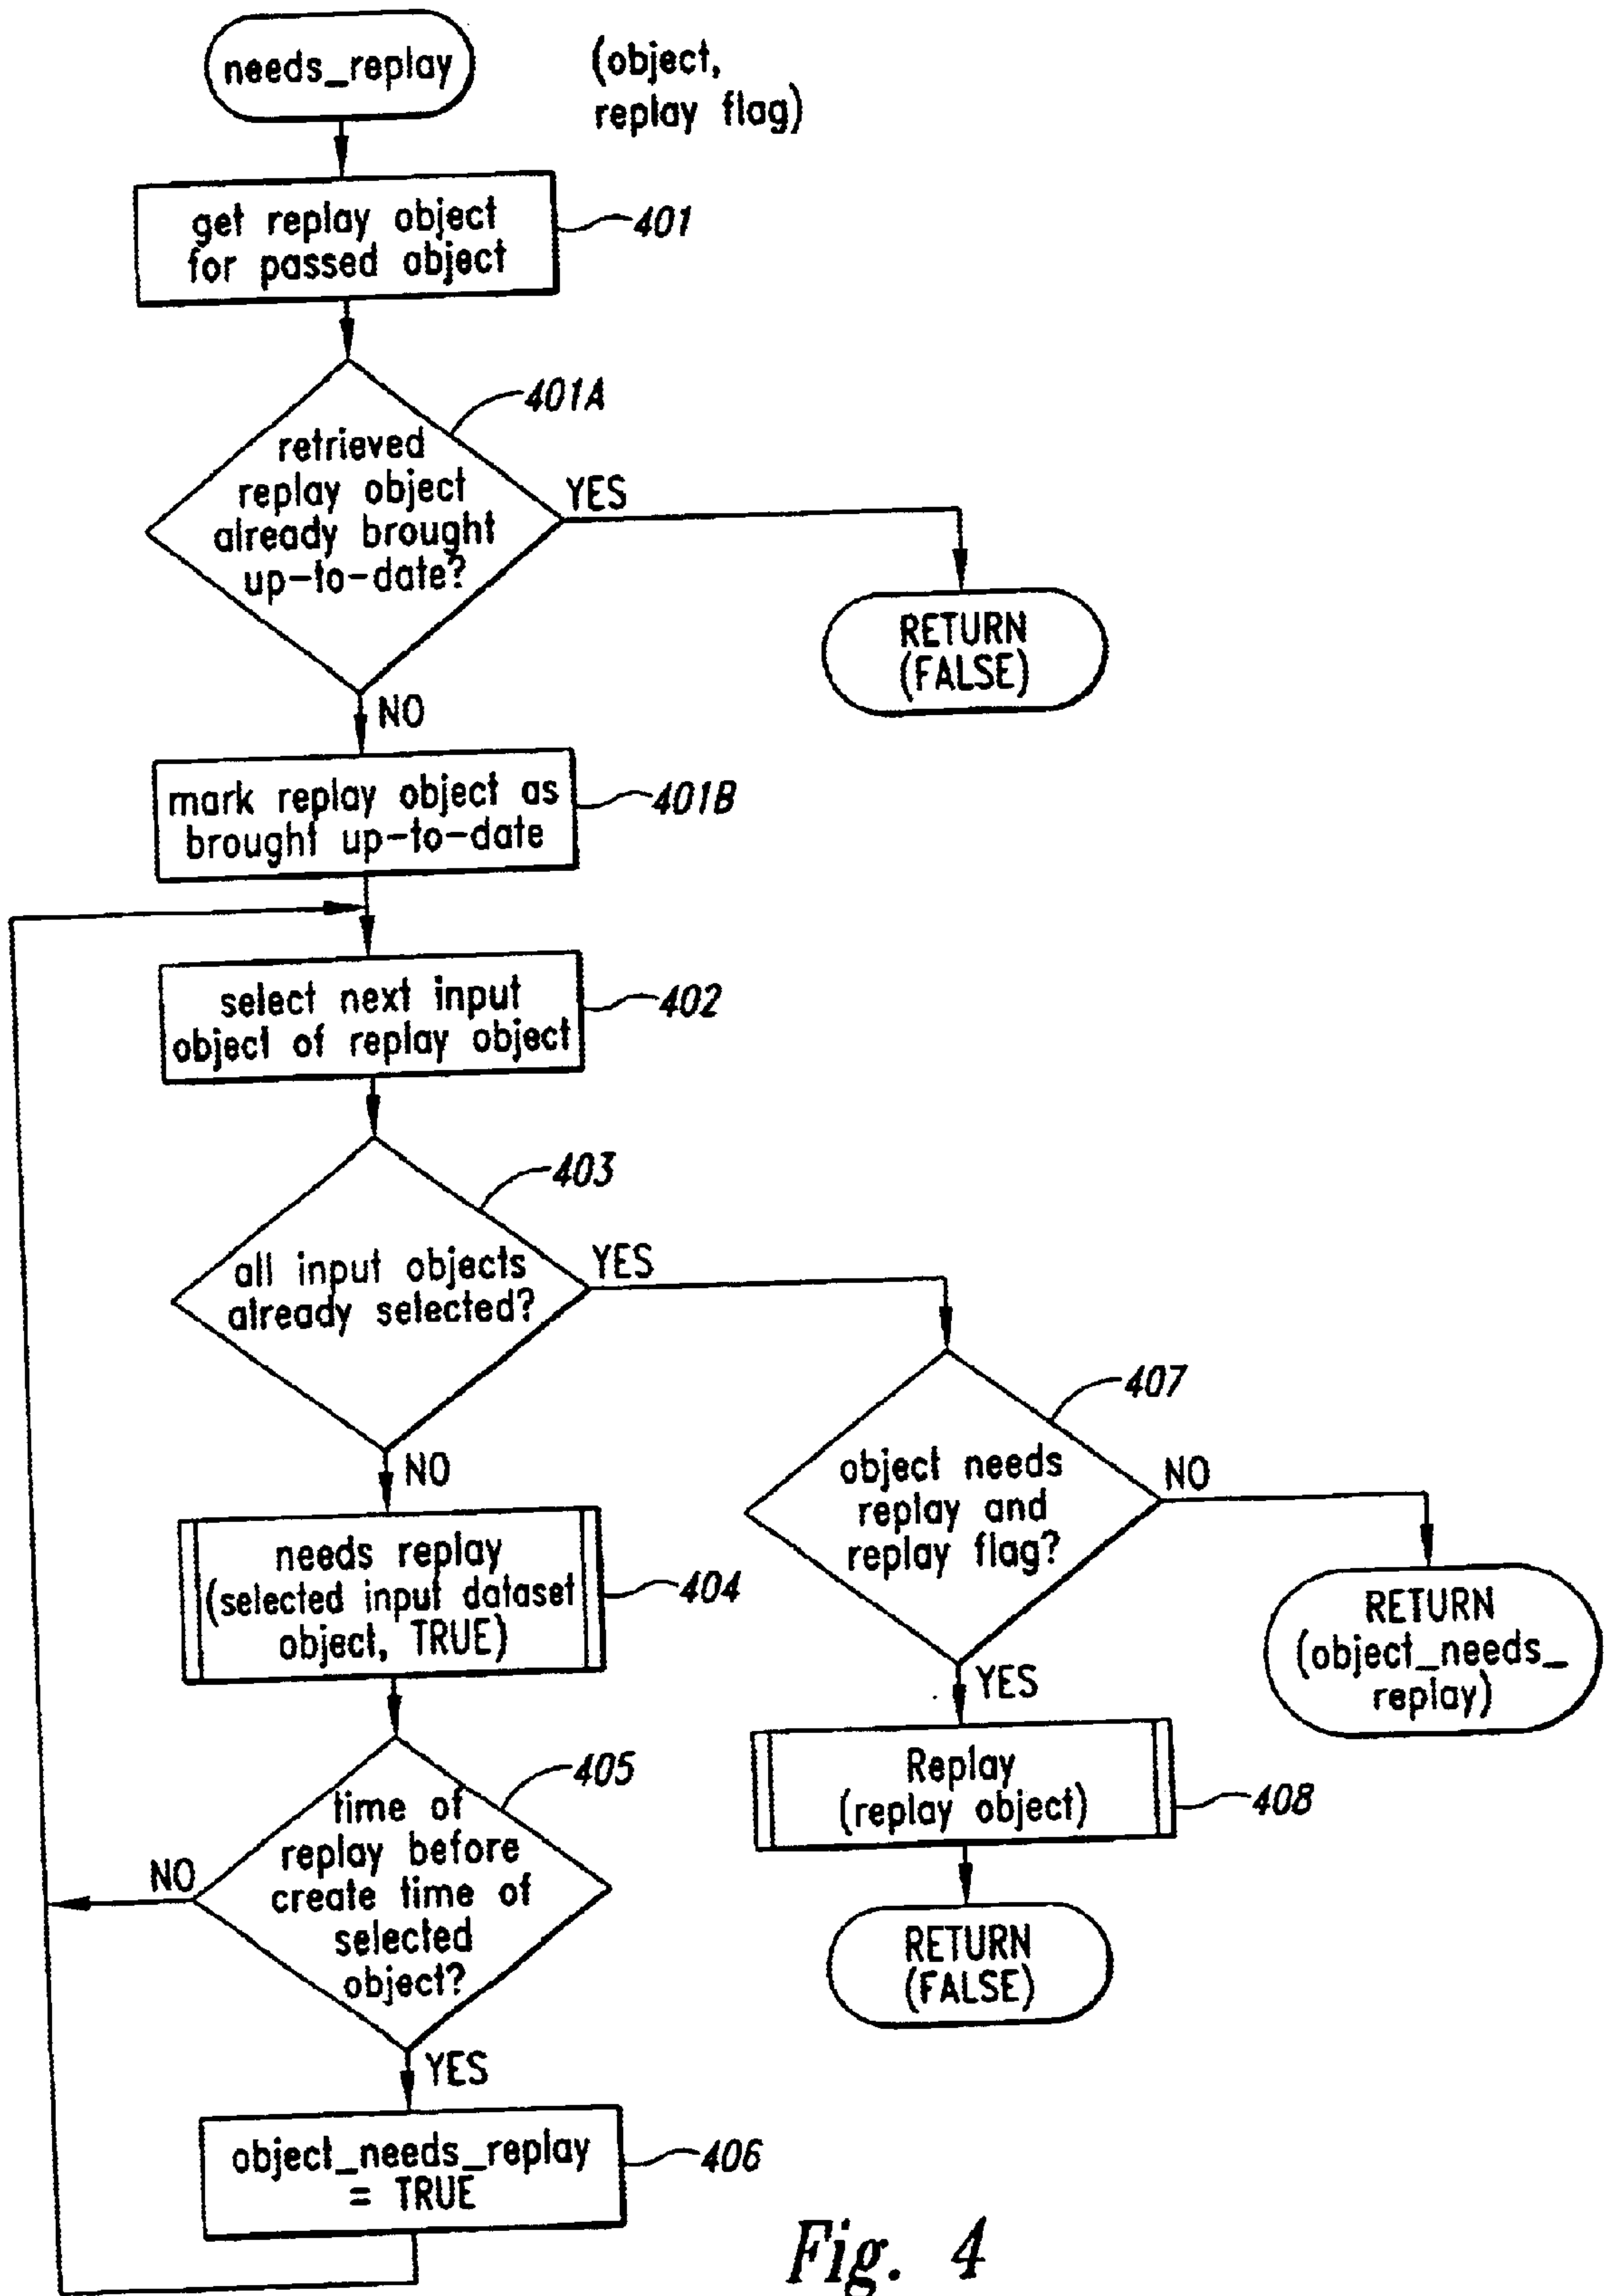 needs_replay
(object,
replay flag)
get replay object
for passed object
401
401A
retrieved
replay object
already brought
up-to-date?
YES
RETURN
(FALSE)
NO
mark replay object as
brought up-to-date
401B
select next input
object of replay object
402
403
all input objects
already selected?
YES
407
NO
object needs
replay and
replay flag?
NO
needs replay
(selected input dataset
object, TRUE)
404
RETURN
(object_needs_
replay)
YES
Replay
(replay object)
408
405
time of
replay before
create time of
selected
object?
NO
RETURN
(FALSE)
YES
object_needs_replay
= TRUE
406
Fig. 4